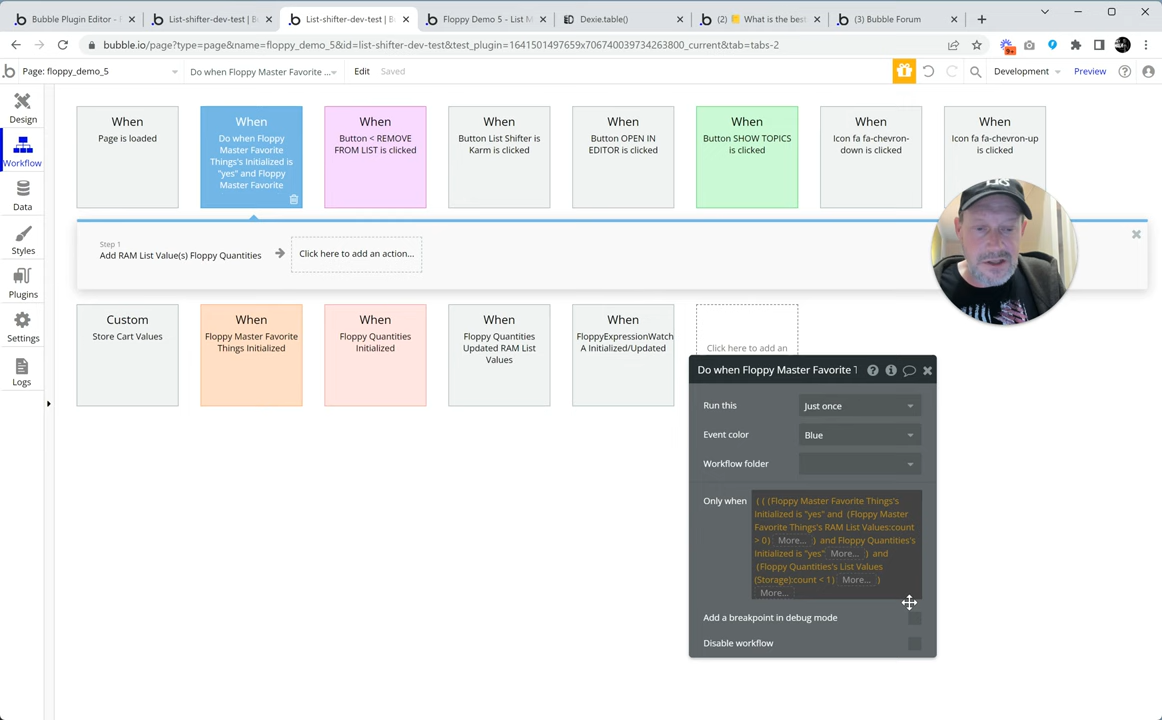 Bubble Plugin Editor -
List-shifter-dev-test | B
List-shifter-dev-test | B
Floppy Demo 5 - List M
Dexie.table()
(2) 🌟 What is the best
(3) Bubble Forum
bubble.io/page?type=page&name=floppy_demo_5&id=list-shifter-dev-test&test_plugin=1641501497659x706740039734263800_current&tab=tabs-2
9+
Page: floppy_demo_5
Do when Floppy Master Favorite ...
Edit
Saved
Development
Preview
Design
Workflow
Data
Styles
Plugins
Settings
Logs
When
Page is loaded
When
Do when Floppy
Master Favorite
Things's Initialized is
"yes" and Floppy
Master Favorite
When
Button < REMOVE
FROM LIST is clicked
When
Button List Shifter is
Karm is clicked
When
Button OPEN IN
EDITOR is clicked
When
Button SHOW TOPICS
is clicked
When
Icon fa fa-chevron-
down is clicked
When
Icon fa fa-chevron-up
is clicked
Step 1
Add RAM List Value(s) Floppy Quantities
Click here to add an action...
Custom
Store Cart Values
When
Floppy Master Favorite
Things Initialized
When
Floppy Quantities
Initialized
When
Floppy Quantities
Updated RAM List
Values
When
FloppyExpressionWatch
A Initialized/Updated
Click here to add an
Do when Floppy Master Favorite T
Run this
Just once
Event color
Blue
Workflow folder
Only when
( ( (Floppy Master Favorite Things's
Initialized is "yes" and (Floppy Master
Favorite Things's RAM List Values:count
> 0) More... ) and Floppy Quantities's
Initialized is "yes" More... ) and
(Floppy Quantities's List Values
(Storage):count < 1) More... )
More...
Add a breakpoint in debug mode
Disable workflow